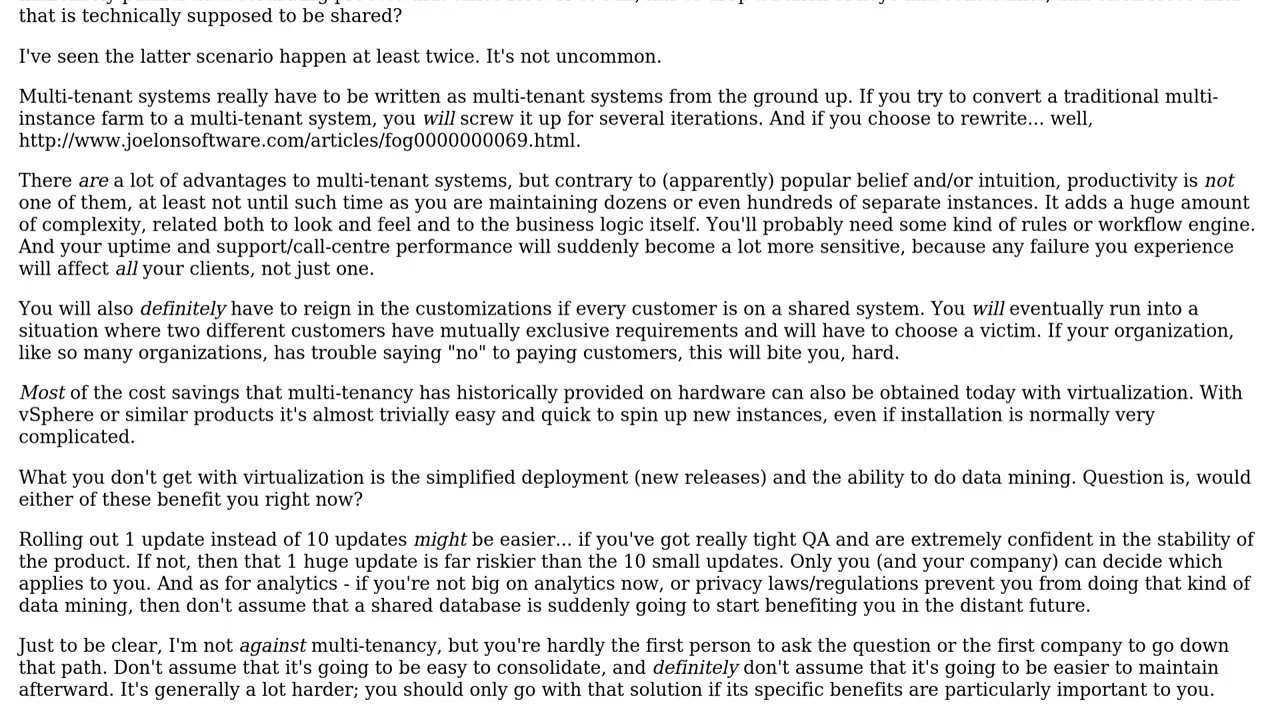 that is technically supposed to be shared?
I've seen the latter scenario happen at least twice. It's not uncommon.
Multi-tenant systems really have to be written as multi-tenant systems from the ground up. If you try to convert a traditional multi-
instance farm to a multi-tenant system, you will screw it up for several iterations. And if you choose to rewrite... well,
http://www.joelonsoftware.com/articles/fog0000000069.html.
There are a lot of advantages to multi-tenant systems, but contrary to (apparently) popular belief and/or intuition, productivity is not
one of them, at least not until such time as you are maintaining dozens or even hundreds of separate instances. It adds a huge amount
of complexity, related both to look and feel and to the business logic itself. You'll probably need some kind of rules or workflow engine.
And your uptime and support/call-centre performance will suddenly become a lot more sensitive, because any failure you experience
will affect all your clients, not just one.
You will also definitely have to reign in the customizations if every customer is on a shared system. You will eventually run into a
situation where two different customers have mutually exclusive requirements and will have to choose a victim. If your organization,
like so many organizations, has trouble saying "no" to paying customers, this will bite you, hard.
Most of the cost savings that multi-tenancy has historically provided on hardware can also be obtained today with virtualization. With
vSphere or similar products it's almost trivially easy and quick to spin up new instances, even if installation is normally very
complicated.
What you don't get with virtualization is the simplified deployment (new releases) and the ability to do data mining. Question is, would
either of these benefit you right now?
Rolling out 1 update instead of 10 updates might be easier... if you've got really tight QA and are extremely confident in the stability of
the product. If not, then that 1 huge update is far riskier than the 10 small updates. Only you (and your company) can decide which
applies to you. And as for analytics - if you're not big on analytics now, or privacy laws/regulations prevent you from doing that kind of
data mining, then don't assume that a shared database is suddenly going to start benefiting you in the distant future.
Just to be clear, I'm not against multi-tenancy, but you're hardly the first person to ask the question or the first company to go down
that path. Don't assume that it's going to be easy to consolidate, and definitely don't assume that it's going to be easier to maintain
afterward. It's generally a lot harder; you should only go with that solution if its specific benefits are particularly important to you.